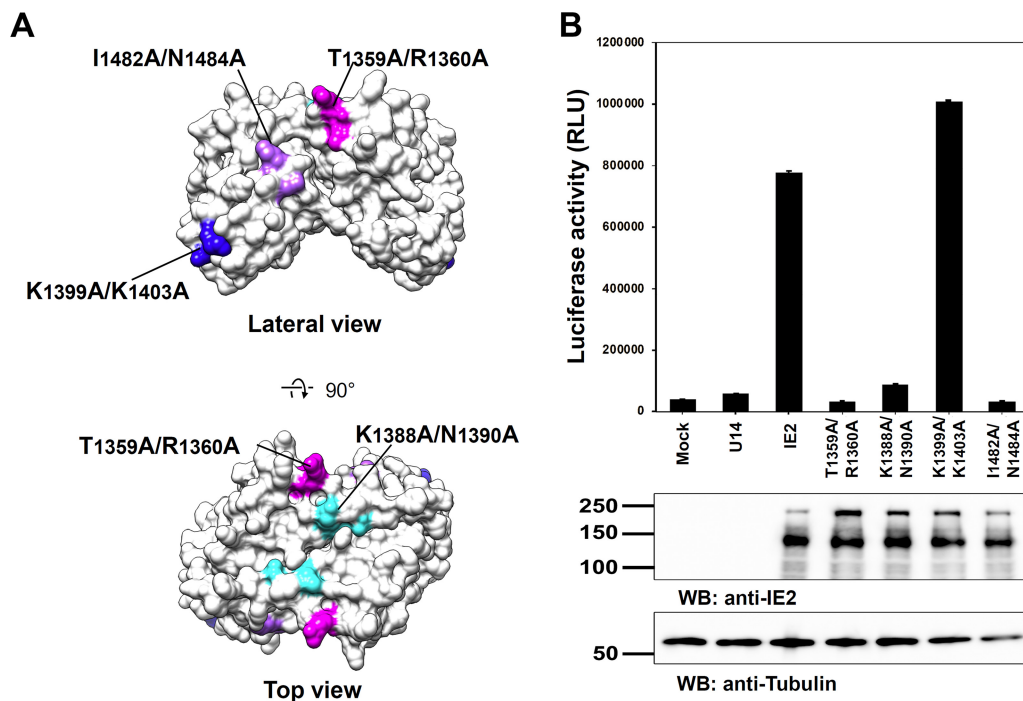 A
I1482A/N1484A
T1359A/R1360A
K1399A/K1403A
Lateral view
90°
T1359A/R1360A
K1388A/N1390A
Top view
B
Luciferase activity (RLU)
1200000
1000000
800000
600000
400000
200000
0
Mock
U14
IE2
T1359A/
R1360A
K1388A/
N1390A
K1399A/
K1403A
I1482A/
N1484A
250
150
100
WB: anti-IE2
50
WB: anti-Tubulin